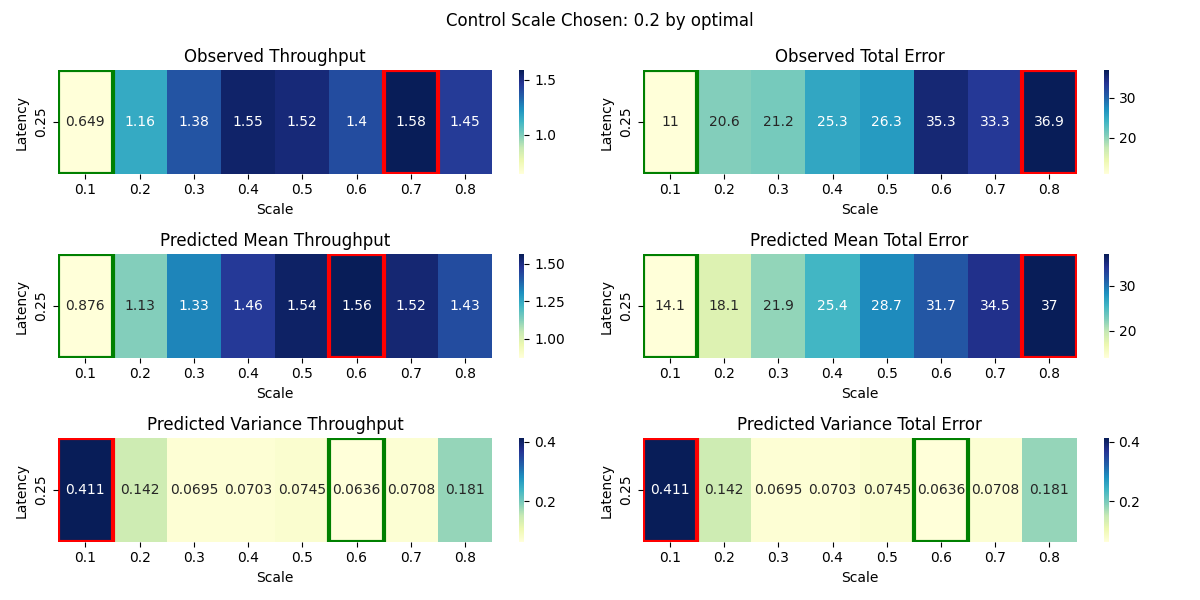 Control Scale Chosen: 0.2 by optimal
Observed Throughput
Latency
0.25
0.649 1.16 1.38 1.55 1.52 1.4 1.58 1.45
0.1 0.2 0.3 0.4 0.5 0.6 0.7 0.8
Scale
1.5
1.0
Observed Total Error
Latency
0.25
11 20.6 21.2 25.3 26.3 35.3 33.3 36.9
0.1 0.2 0.3 0.4 0.5 0.6 0.7 0.8
Scale
30
20
Predicted Mean Throughput
Latency
0.25
0.876 1.13 1.33 1.46 1.54 1.56 1.52 1.43
0.1 0.2 0.3 0.4 0.5 0.6 0.7 0.8
Scale
1.50
1.25
1.00
Predicted Mean Total Error
Latency
0.25
14.1 18.1 21.9 25.4 28.7 31.7 34.5 37
0.1 0.2 0.3 0.4 0.5 0.6 0.7 0.8
Scale
30
20
Predicted Variance Throughput
Latency
0.25
0.411 0.142 0.0695 0.0703 0.0745 0.0636 0.0708 0.181
0.1 0.2 0.3 0.4 0.5 0.6 0.7 0.8
Scale
0.4
0.2
Predicted Variance Total Error
Latency
0.25
0.411 0.142 0.0695 0.0703 0.0745 0.0636 0.0708 0.181
0.1 0.2 0.3 0.4 0.5 0.6 0.7 0.8
Scale
0.4
0.2